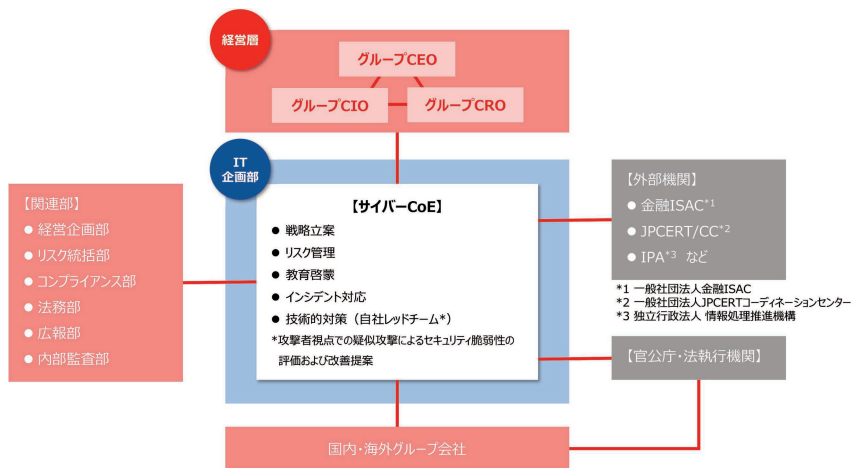 経営層
グループCEO
グループCIO
グループCRO
IT
企画部
【関連部】
● 経営企画部
● リスク統括部
● コンプライアンス部
● 法務部
● 広報部
● 内部監査部
【サイバーCoE】
● 戦略立案
● リスク管理
● 教育啓蒙
● インシデント対応
● 技術的対策（自社レッドチーム*）
*攻撃者視点での疑似攻撃によるセキュリティ脆弱性の
評価および改善提案
【外部機関】
● 金融ISAC*1
● JPCERT/CC*2
● IPA*3 など
*1 一般社団法人金融ISAC
*2 一般社団法人JPCERTコーディネーションセンター
*3 独立行政法人 情報処理推進機構
【官公庁・法執行機関】
国内・海外グループ会社